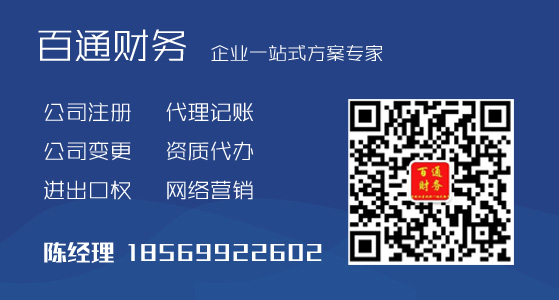 百通财务 企业一站式方案专家
公司注册 代理记账
公司变更 资质代办
进出口权 网络营销
陈经理 18569922602
百通
财务